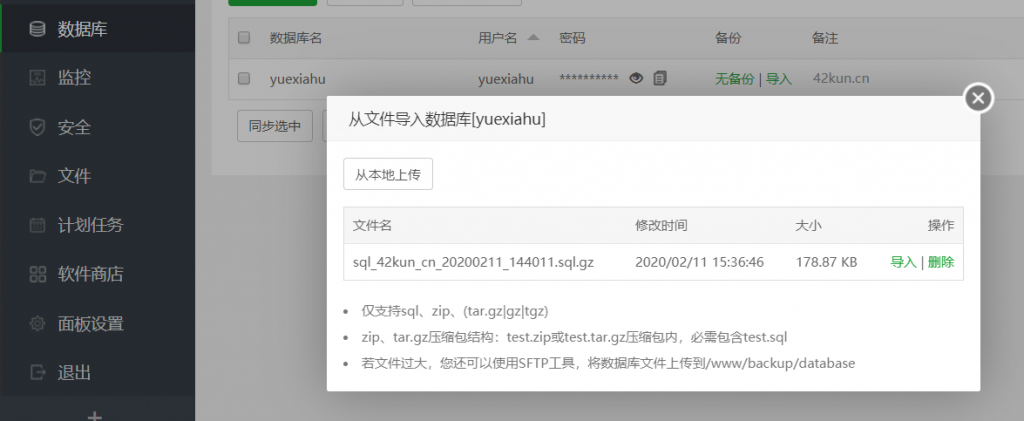 数据库
监控
安全
文件
计划任务
软件商店
面板设置
退出
数据库名 用户名 密码 备份 备注
yuexiahu yuexiahu ********** 无备份 | 导入 42kun.cn
同步选中
从文件导入数据库[yuexiahu]
从本地上传
文件名 修改时间 大小 操作
sql_42kun_cn_20200211_144011.sql.gz 2020/02/11 15:36:46 178.87 KB 导入 | 删除
仅支持sql、zip、(tar.gz|gz|tgz)
zip、tar.gz压缩包结构：test.zip或test.tar.gz压缩包内，必需包含test.sql
若文件过大，您还可以使用SFTP工具，将数据库文件上传到/www/backup/database